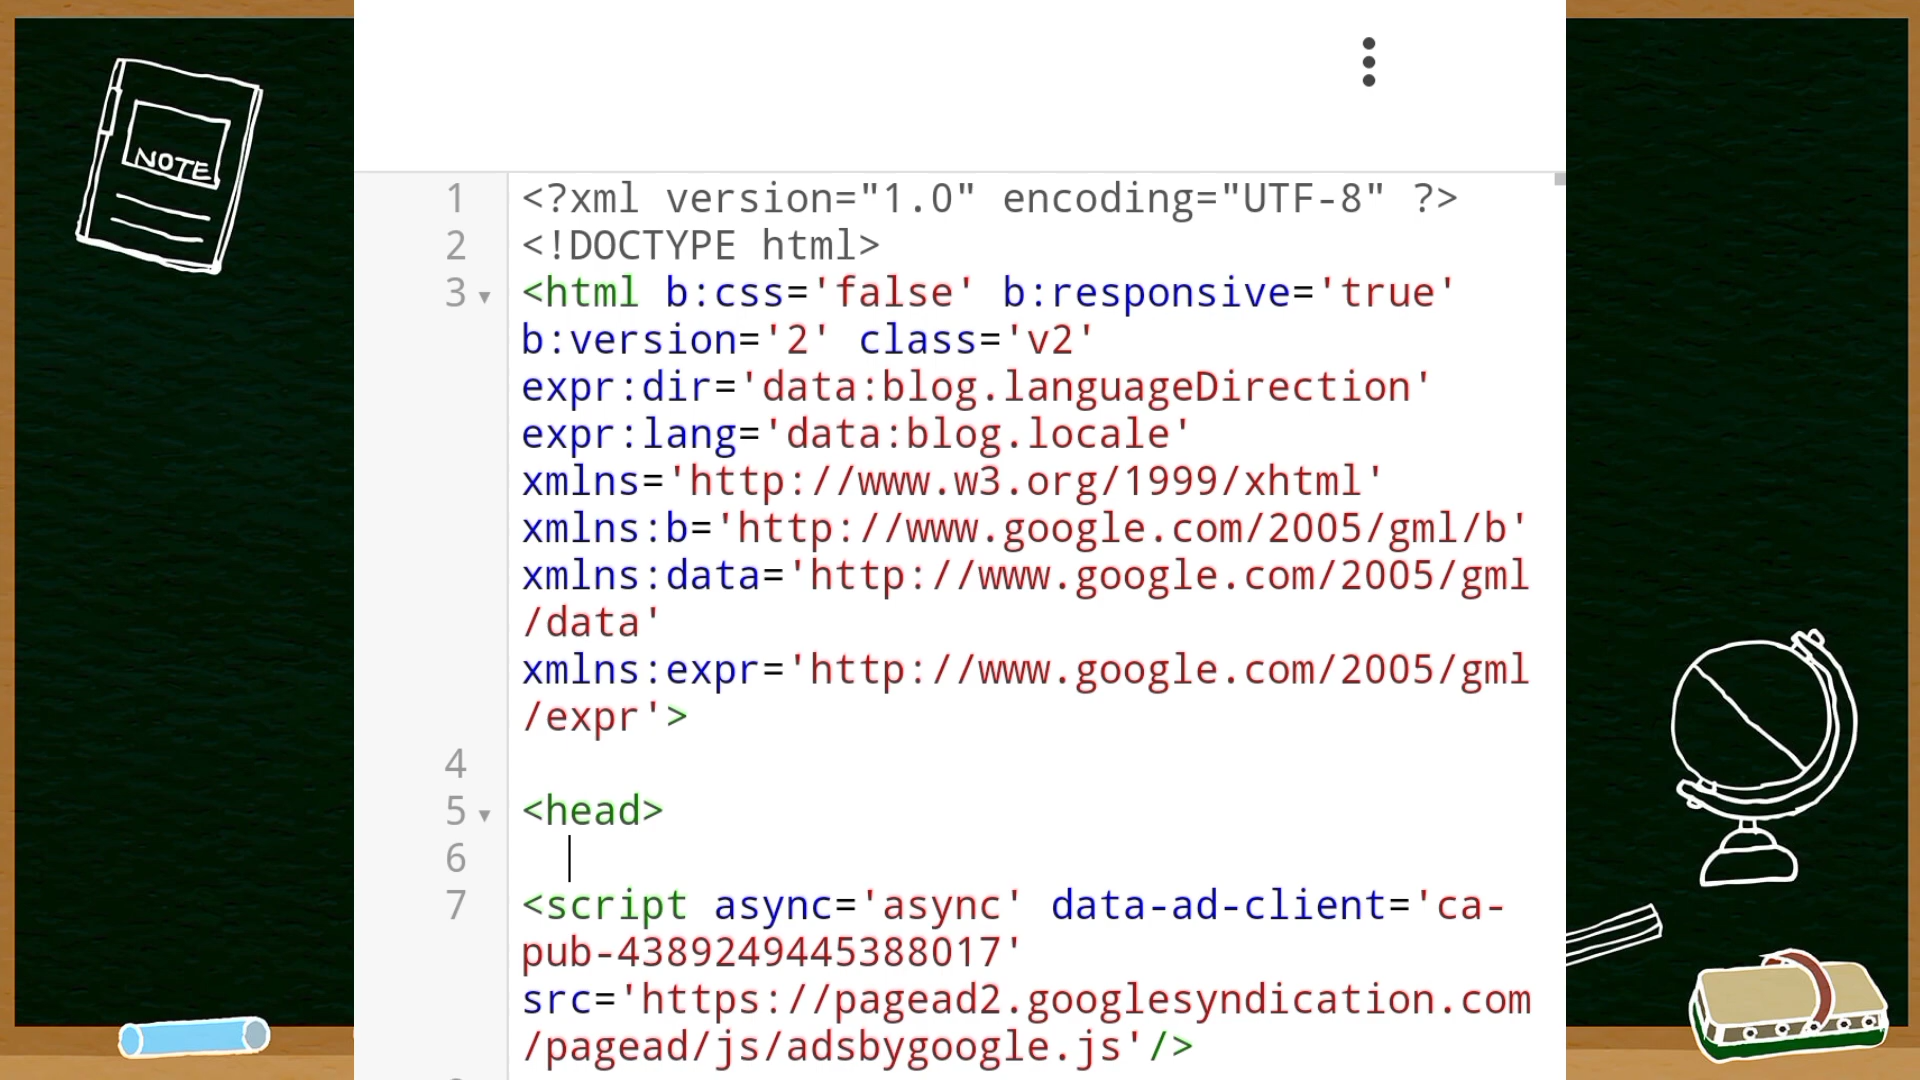 NOTE
1 <?xml version="1.0" encoding="UTF-8" ?>
2 <!DOCTYPE html>
3 <html b:css='false' b:responsive='true'
b:version='2' class='v2'
expr:dir='data:blog.languageDirection'
expr:lang='data:blog.locale'
xmlns='http://www.w3.org/1999/xhtml'
xmlns:b='http://www.google.com/2005/gml/b'
xmlns:data='http://www.google.com/2005/gml
/data'
xmlns:expr='http://www.google.com/2005/gml
/expr'>
4
5 <head>
6
7 <script async='async' data-ad-client='ca-
pub-4389249445388017'
src='https://pagead2.googlesyndication.com
/pagead/js/adsbygoogle.js'/>